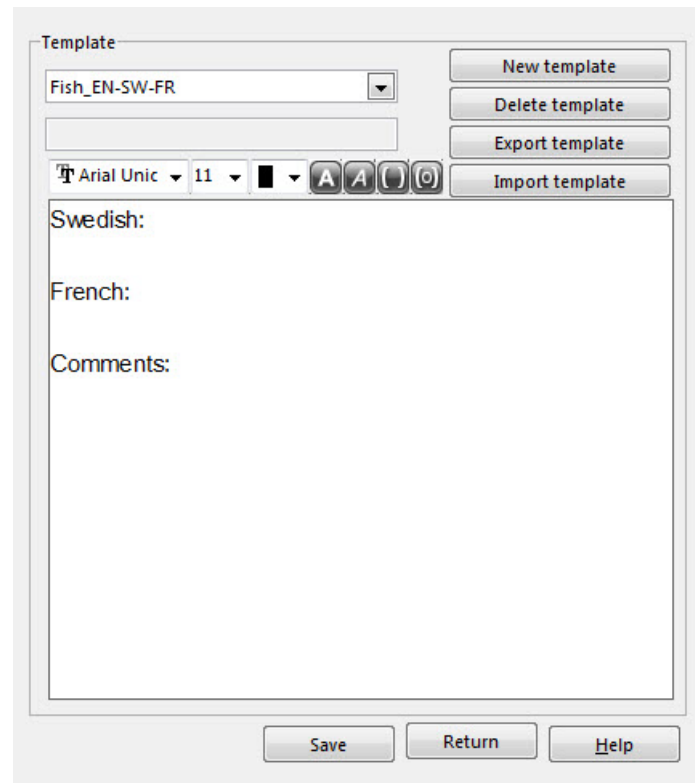 Template
Fish_EN-SW-FR
New template
Delete template
Export template
Import template
Arial Unic 11 A A ( ) (o)
Swedish:
French:
Comments:
Save Return Help